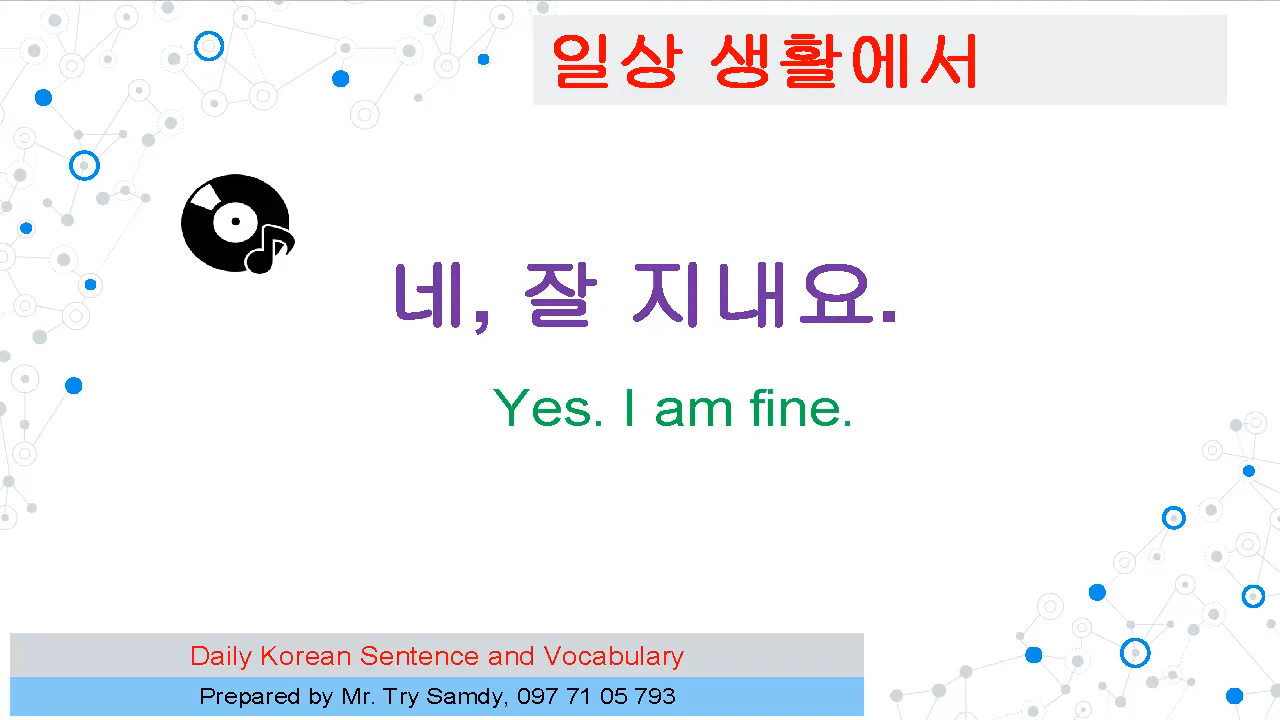 일상 생활에서
네, 잘 지내요.
Yes. I am fine.
Daily Korean Sentence and Vocabulary
Prepared by Mr. Try Samdy, 097 71 05 793